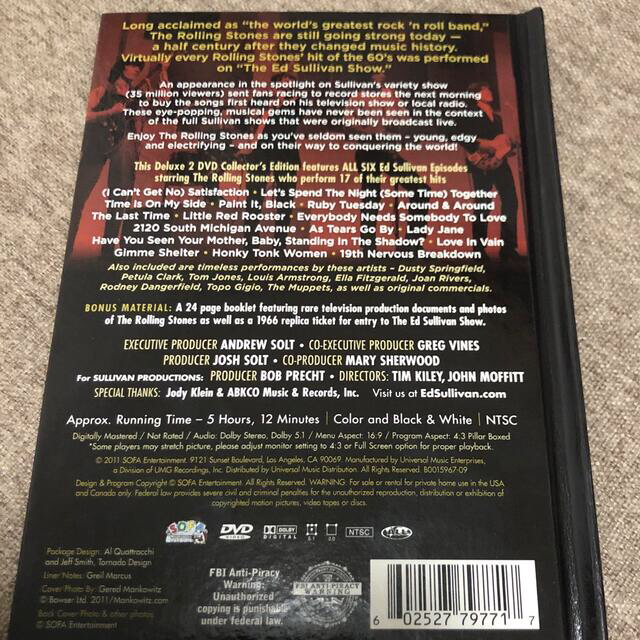 Long acclaimed as “the world’s greatest rock ’n roll band,”
The Rolling Stones are still going strong today —
a half century after they changed music history.
Virtually every Rolling Stones’ hit of the 60’s was performed
on “The Ed Sullivan Show.”
An appearance in the spotlight on Sullivan’s variety show
(35 million viewers) sent fans racing to record stores the next morning
to buy the songs first heard on his television show or local radio.
These eye-popping, musical gems have never been seen in the context
of the full Sullivan shows that were originally broadcast live.
Enjoy The Rolling Stones as you’ve seldom seen them – young, edgy
and electrifying – and on their way to conquering the world!
This Deluxe 2 DVD Collector’s Edition features ALL SIX Ed Sullivan Episodes
starring The Rolling Stones who perform 17 of their greatest hits
(I Can’t Get No) Satisfaction • Let’s Spend The Night (Some Time) Together
Time Is On My Side • Paint It, Black • Ruby Tuesday • Around & Around
The Last Time • Little Red Rooster • Everybody Needs Somebody To Love
2120 South Michigan Avenue • As Tears Go By • Lady Jane
Have You Seen Your Mother, Baby, Standing In The Shadow? • Love In Vain
Gimme Shelter • Honky Tonk Women • 19th Nervous Breakdown
Also included are timeless performances by these artists – Dusty Springfield,
Petula Clark, Tom Jones, Louis Armstrong, Ella Fitzgerald, Joan Rivers,
Rodney Dangerfield, Topo Gigio, The Muppets, as well as original commercials.
BONUS MATERIAL: A 24 page booklet featuring rare television production documents and photos
of The Rolling Stones as well as a 1966 replica ticket for entry to The Ed Sullivan Show.
EXECUTIVE PRODUCER ANDREW SOLT • CO-EXECUTIVE PRODUCER GREG VINES
PRODUCER JOSH SOLT • CO-PRODUCER MARY SHERWOOD
For SULLIVAN PRODUCTIONS: PRODUCER BOB PRECHT • DIRECTORS: TIM KILEY, JOHN MOFFITT
SPECIAL THANKS: Jody Klein & ABKCO Music & Records, Inc. Visit us at EdSullivan.com
Approx. Running Time – 5 Hours, 12 Minutes | Color and Black & White | NTSC
Digitally Mastered / Not Rated / Audio: Dolby Stereo, Dolby 5.1 / Menu Aspect: 16:9 / Program Aspect: 4:3 Pillar Boxed
*Some players may stretch picture, please adjust monitor setting to 4:3 or Full Screen option for proper playback.
© 2011 SOFA Entertainment. 9121 Sunset Boulevard, Los Angeles, CA 90069. Manufactured by Universal Music Enterprises,
a Division of UMG Recordings, Inc. Distributed by Universal Music Distribution. All Rights Reserved. B0015967-09
Design & Program Copyright © SOFA Entertainment. All Rights Reserved. WARNING: For sale or rental for private home use in the USA
and Canada only. Federal law provides severe civil and criminal penalties for the unauthorized reproduction, distribution or exhibition of
copyrighted motion pictures, video tapes or discs.
SOFA
DVD VIDEO
DOLBY DIGITAL
5.1
2.0
NTSC
Package Design: Al Quattrocchi
and Jeff Smith, Tornado Design
Liner Notes: Greil Marcus
Cover Photo By: Gered Mankowitz
© Bowser Ltd. 2011/Mankowitz.com
Back Cover Photo & other photos:
© SOFA Entertainment
FBI Anti-Piracy
Warning:
Unauthorized
copying is punishable
under federal law.
FBI ANTI-PIRACY
WARNING
6 02527 79771 7